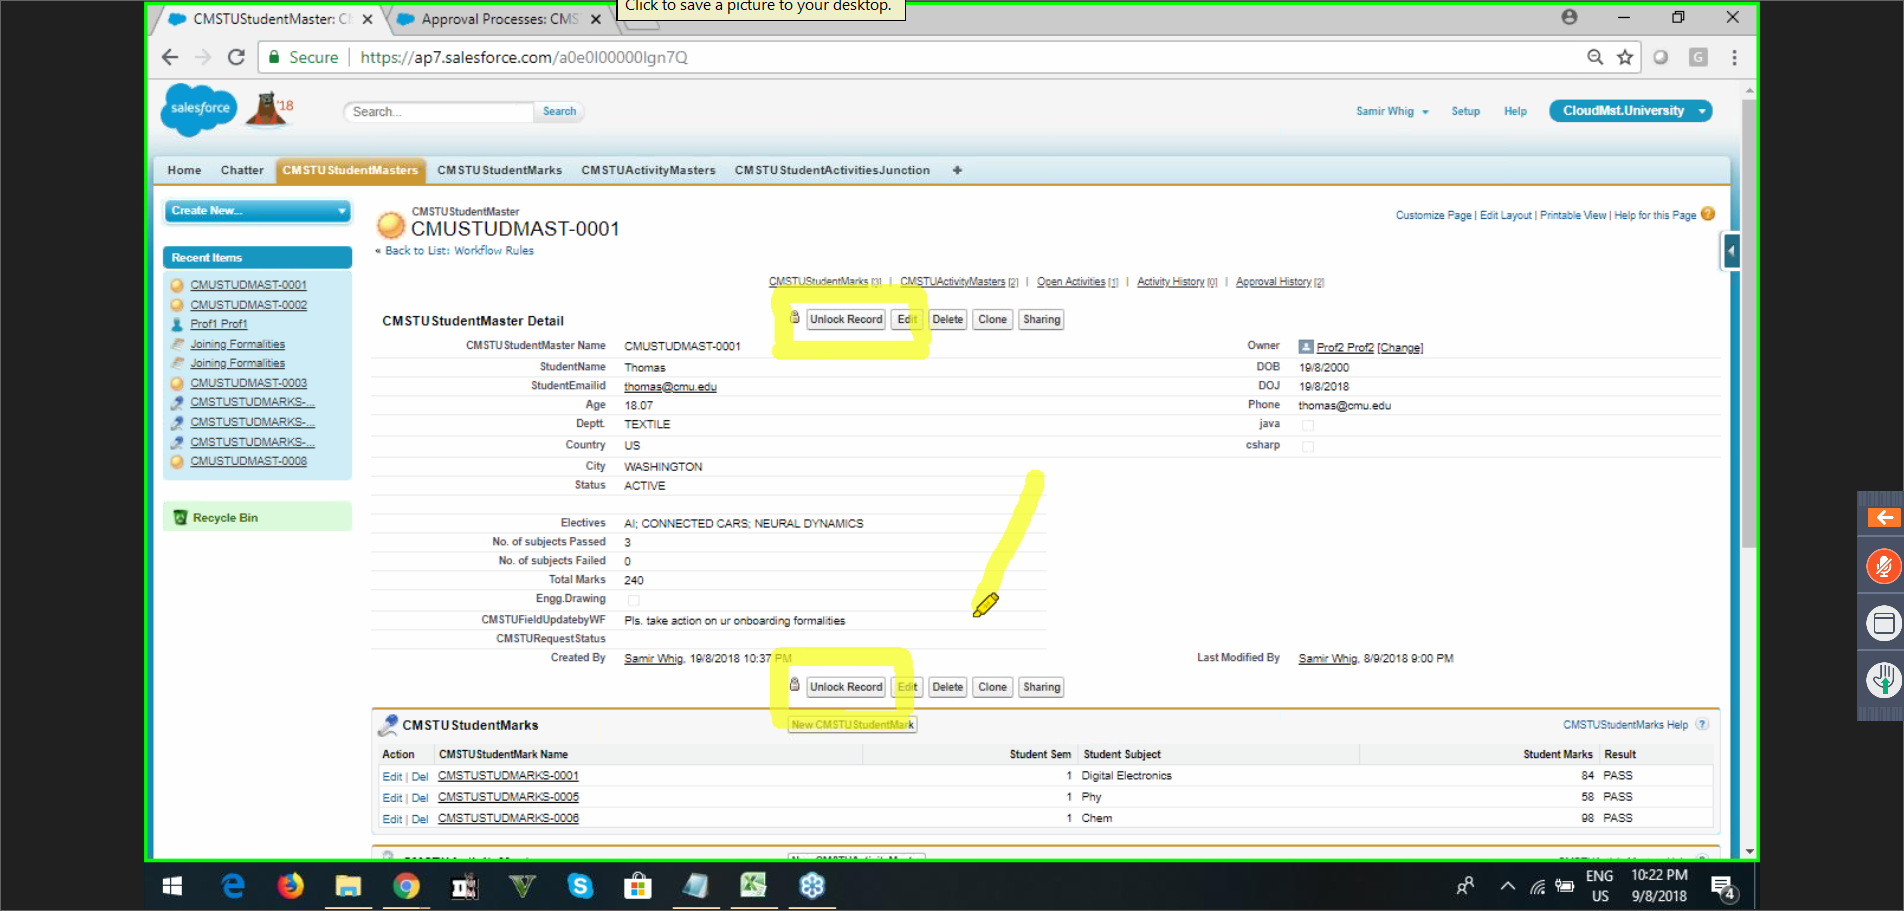 Click to save a picture to your desktop.
CMSTUStudentMaster: C
Approval Processes: CMS
Secure
https://ap7.salesforce.com/a0e0I00000Ign7Q
G
salesforce
'18
Search...
Search
Samir Whig
Setup
Help
CloudMst.University
Home
Chatter
CMSTUStudentMasters
CMSTUStudentMarks
CMSTUActivityMasters
CMSTUStudentActivitiesJunction
+
Create New...
Recent Items
CMUSTUDMAST-0001
CMUSTUDMAST-0002
Prof1 Prof1
Joining Formalities
Joining Formalities
CMUSTUDMAST-0003
CMSTUSTUDMARKS-...
CMSTUSTUDMARKS-...
CMSTUSTUDMARKS-...
CMUSTUDMAST-0008
Recycle Bin
CMSTUStudentMaster
CMUSTUDMAST-0001
« Back to List: Workflow Rules
Customize Page | Edit Layout | Printable View | Help for this Page ?
CMSTUStudentMarks [3] | CMSTUActivityMasters [2] | Open Activities [1] | Activity History [0] | Approval History [2]
CMSTUStudentMaster Detail
Unlock Record Edit Delete Clone Sharing
CMSTUStudentMaster Name CMUSTUDMAST-0001
Owner Prof2 Prof2 [Change]
StudentName Thomas
DOB 19/8/2000
StudentEmailid thomas@cmu.edu
DOJ 19/8/2018
Age 18.07
Phone thomas@cmu.edu
Deptt. TEXTILE
java
Country US
csharp
City WASHINGTON
Status ACTIVE
Electives AI; CONNECTED CARS; NEURAL DYNAMICS
No. of subjects Passed 3
No. of subjects Failed 0
Total Marks 240
Engg.Drawing
CMSTUFieldUpdatebyWF Pls. take action on ur onboarding formalities
CMSTURequestStatus
Created By Samir Whig, 19/8/2018 10:37 PM
Last Modified By Samir Whig, 8/9/2018 9:00 PM
Unlock Record Edit Delete Clone Sharing
CMSTUStudentMarks
New CMSTUStudentMark
CMSTUStudentMarks Help ?
Action CMSTUStudentMark Name Student Sem Student Subject Student Marks Result
Edit | Del CMSTUSTUDMARKS-0001 1 Digital Electronics 84 PASS
Edit | Del CMSTUSTUDMARKS-0005 1 Phy 58 PASS
Edit | Del CMSTUSTUDMARKS-0006 1 Chem 98 PASS
ENG
US
10:22 PM
9/8/2018
4